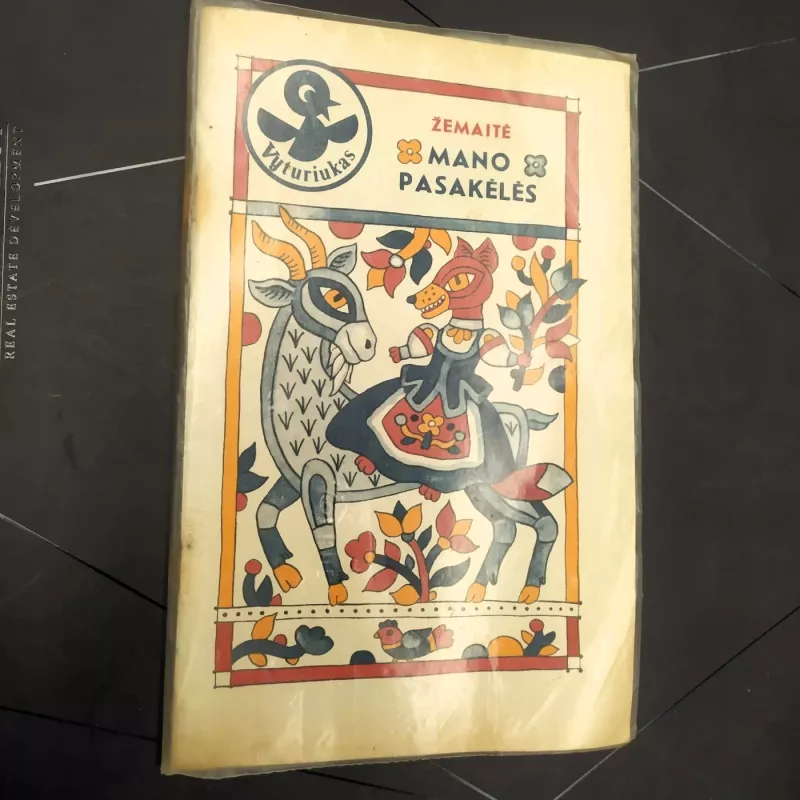 Vyturiukas
ŽEMAITĖ
MANO
PASAKĖLĖS
REAL ESTATE DEVELOPMENT